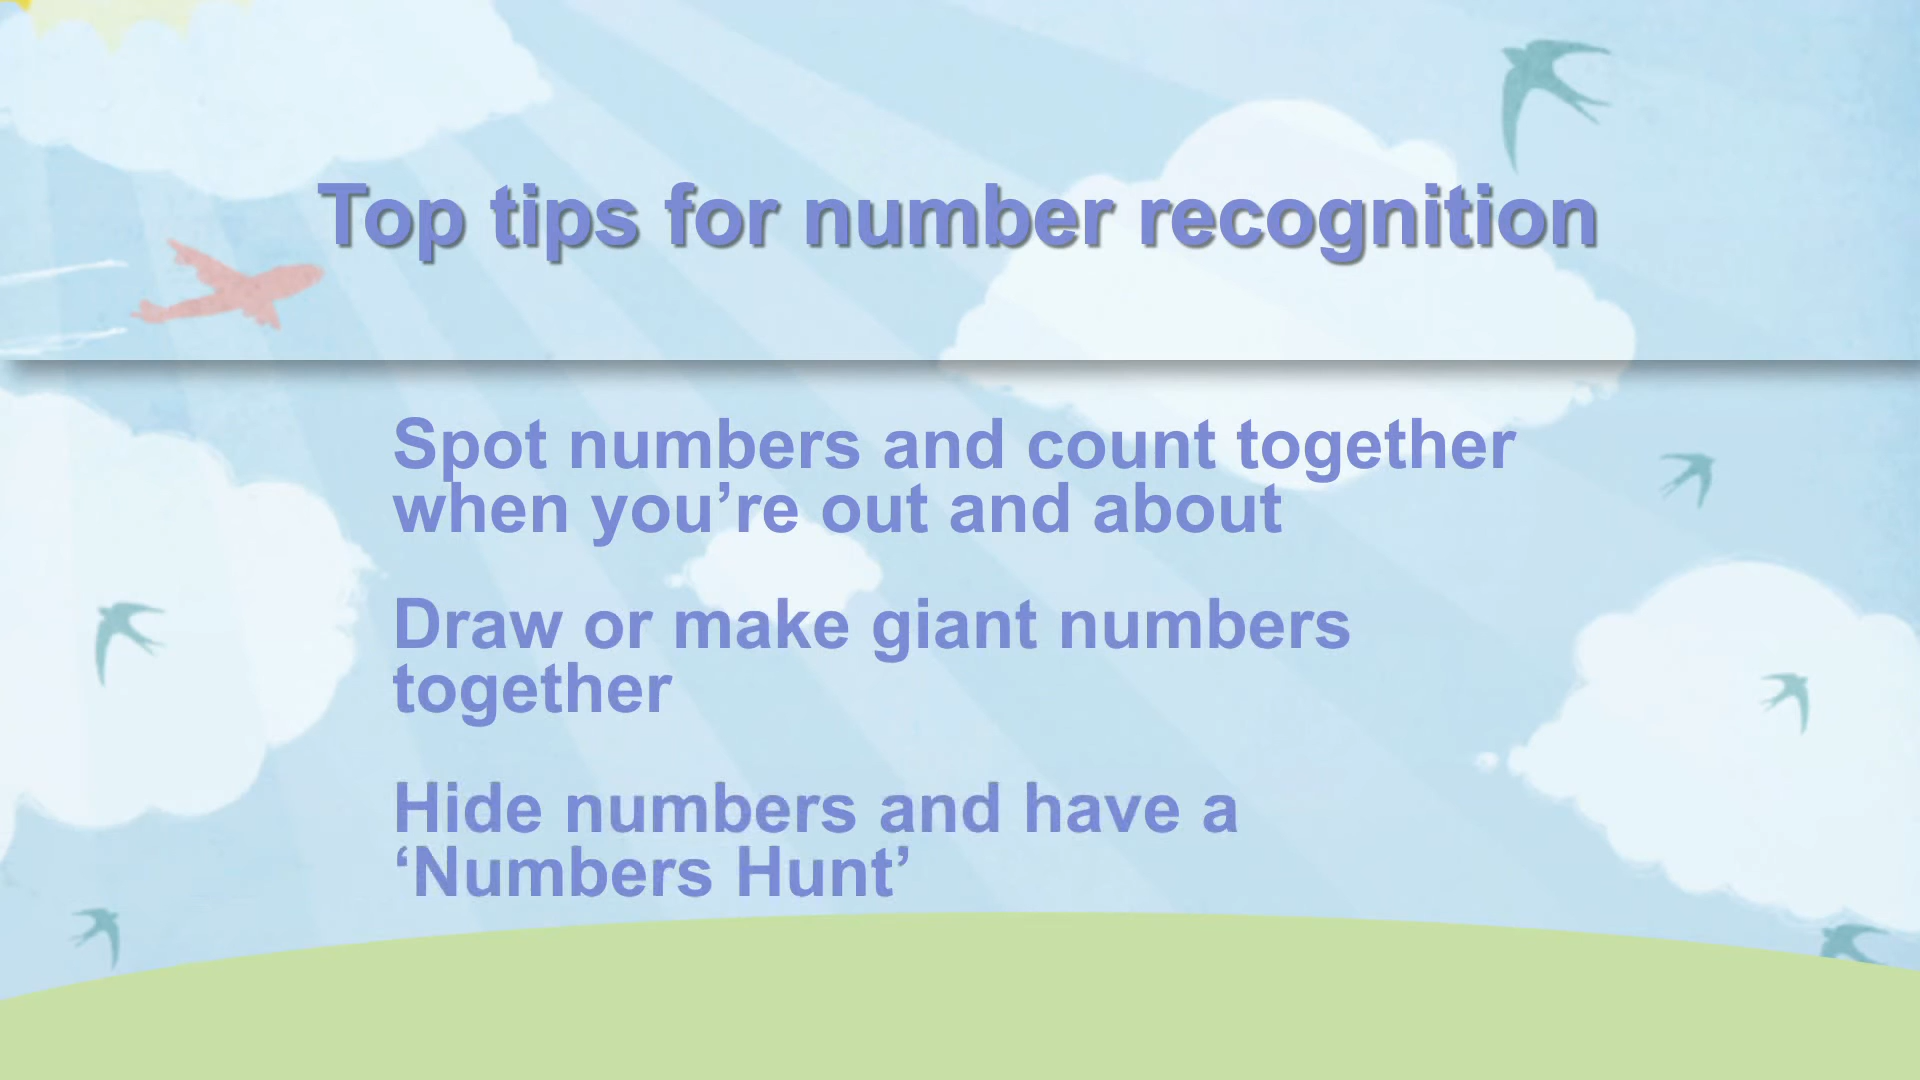 Top tips for number recognition
Spot numbers and count together
when you’re out and about
Draw or make giant numbers
together
Hide numbers and have a
‘Numbers Hunt’